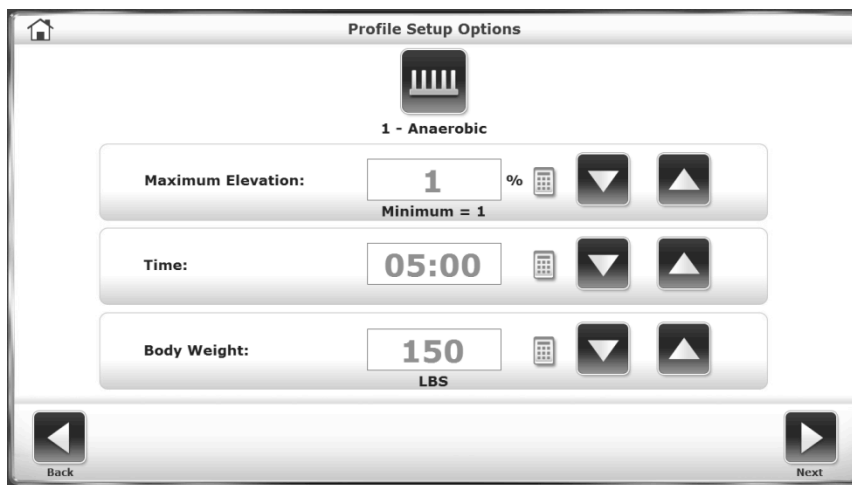 Profile Setup Options
1 - Anaerobic
Maximum Elevation: 1 %
Minimum = 1
Time: 05:00
Body Weight: 150
LBS
Back Next